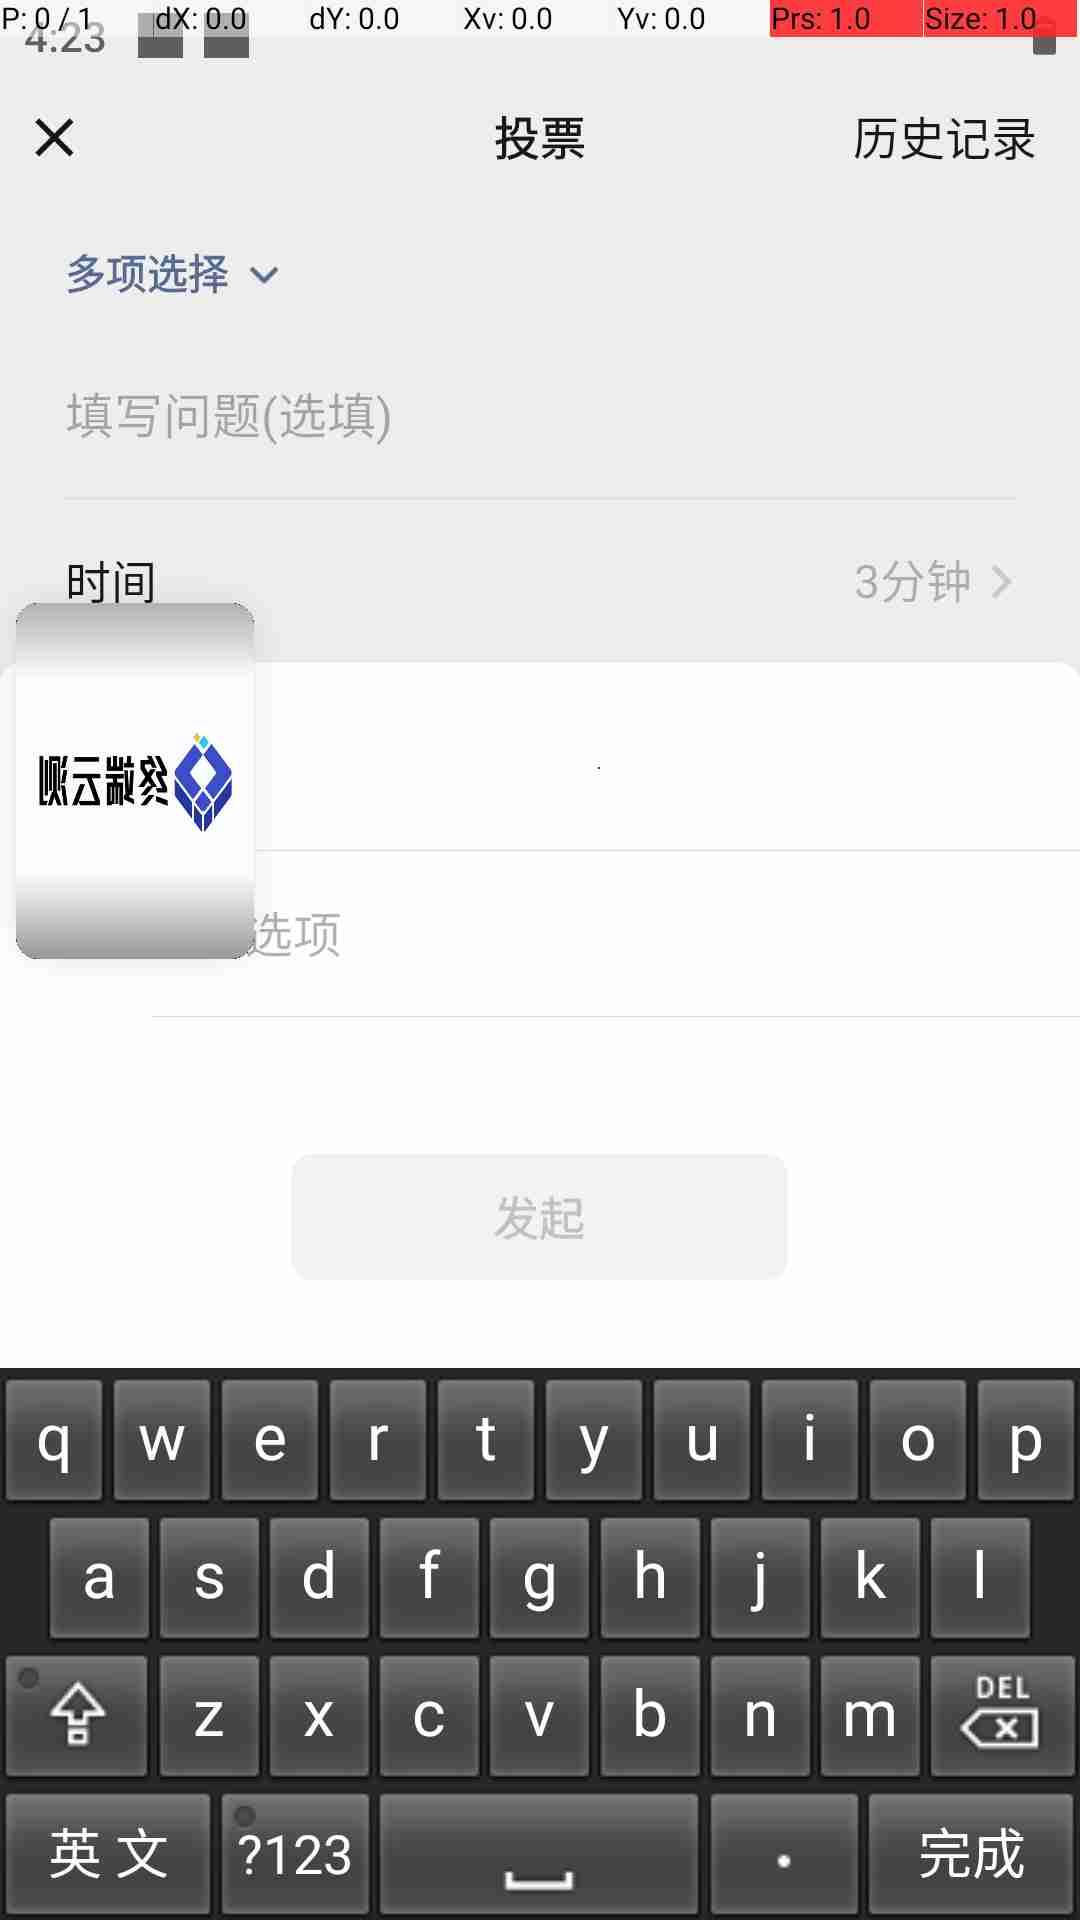 P: 0 / 1 dX: 0.0 dY: 0.0 Xv: 0.0 Yv: 0.0 Prs: 1.0 Size: 1.0
4:23
投票 历史记录
多项选择
填写问题(选填)
时间 3分钟
选项
发起
q w e r t y u i o p
a s d f g h j k l
z x c v b n m DEL
英文 ?123 . 完成